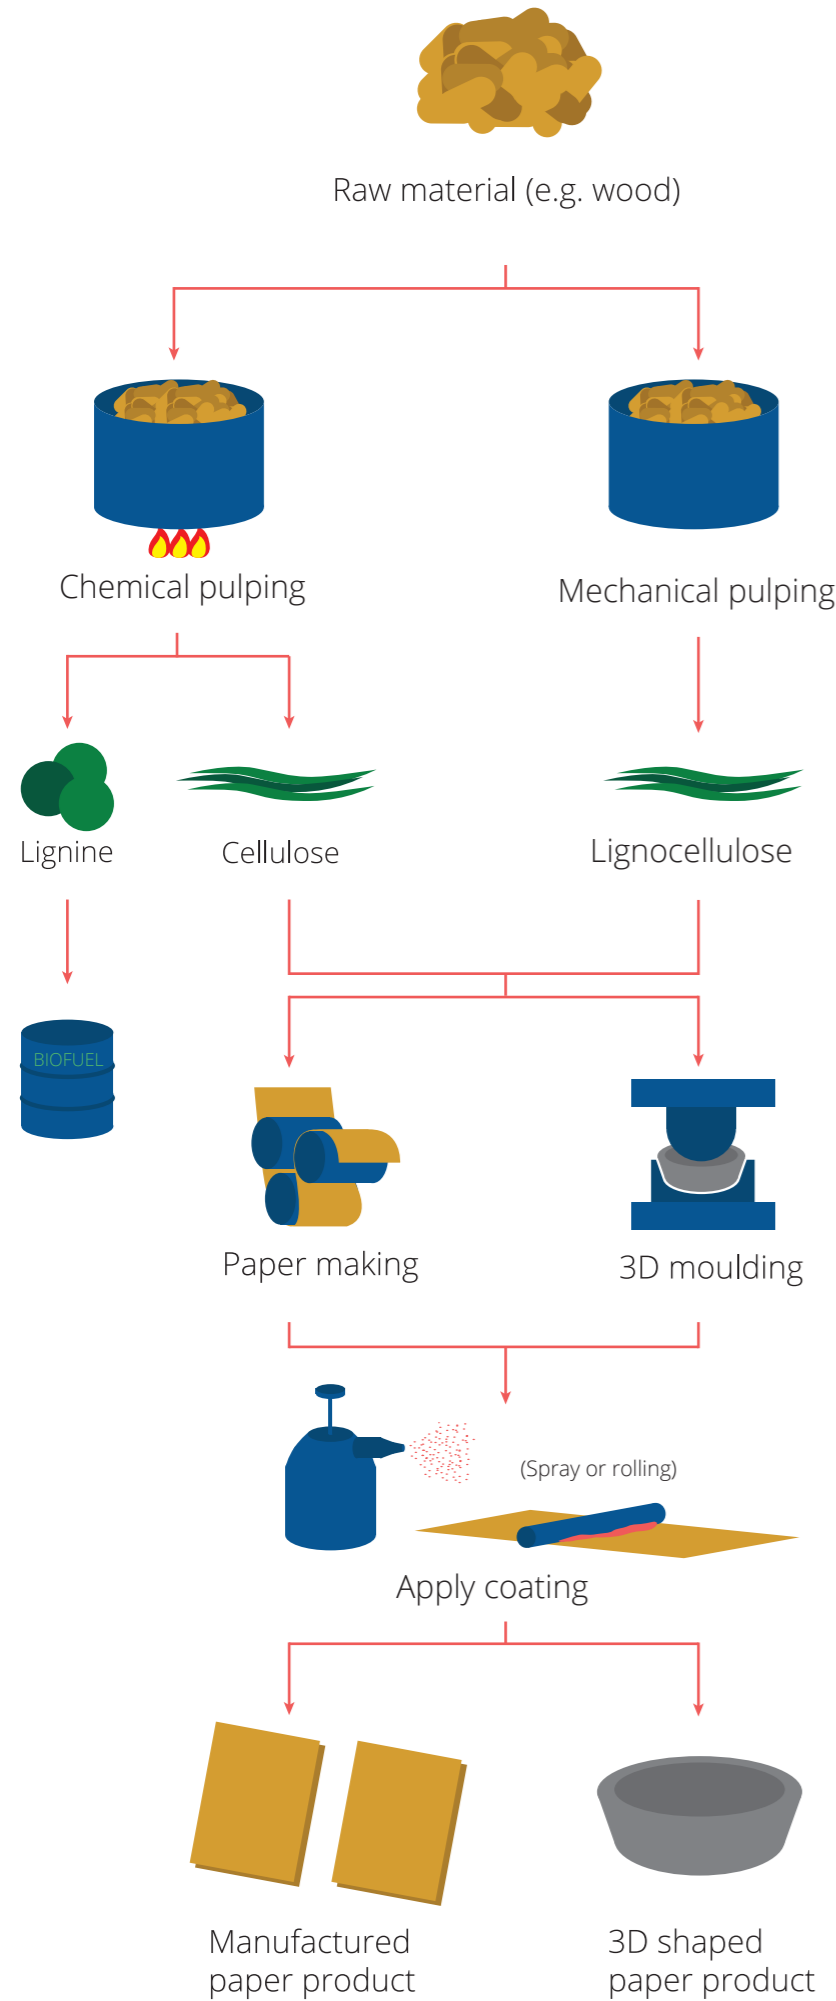 Raw material (e.g. wood)
Chemical pulping
Mechanical pulping
Lignine
Cellulose
Lignocellulose
BIOFUEL
Paper making
3D moulding
(Spray or rolling)
Apply coating
Manufactured
paper product
3D shaped
paper product